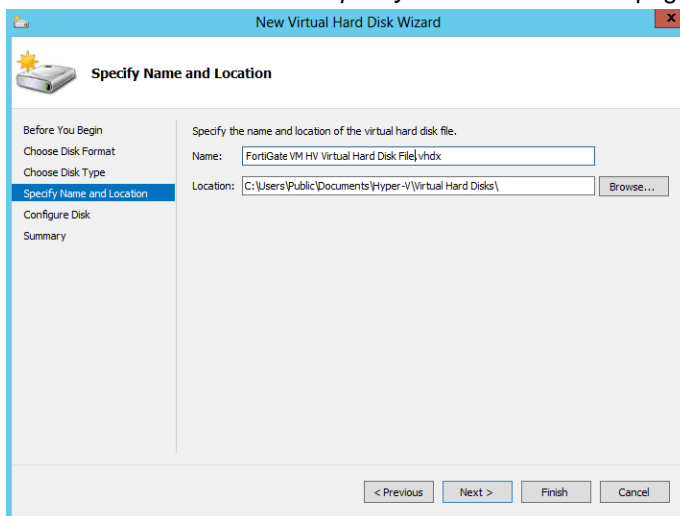 New Virtual Hard Disk Wizard
x
Specify Name and Location
Before You Begin
Choose Disk Format
Choose Disk Type
Specify Name and Location
Configure Disk
Summary
Specify the name and location of the virtual hard disk file.
Name: FortiGate VM HV Virtual Hard Disk File.vhdx
Location: C:\Users\Public\Documents\Hyper-V\Virtual Hard Disks\ Browse...
< Previous Next > Finish Cancel